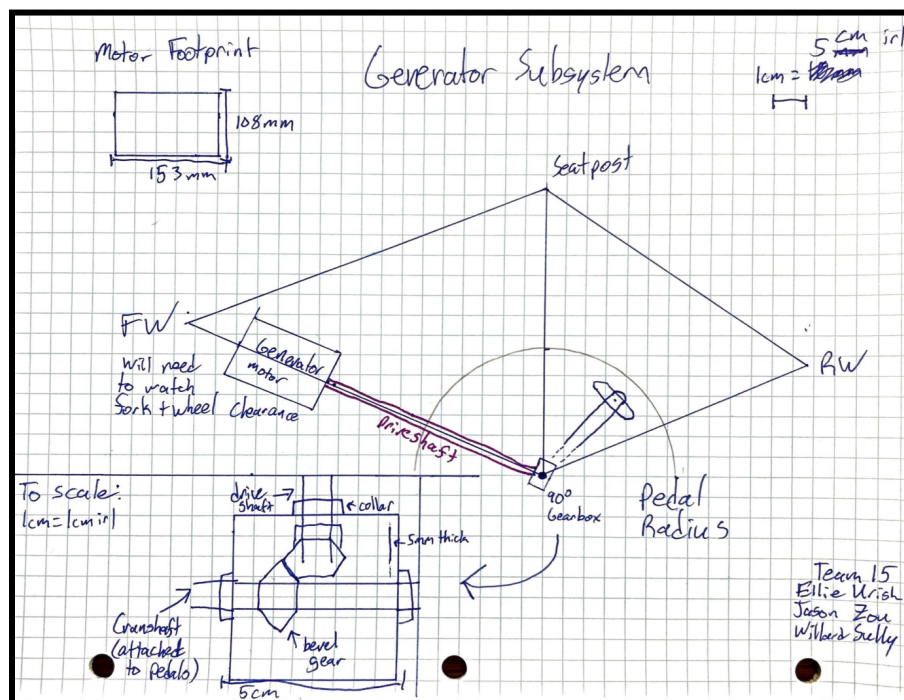 Motor Footprint
108mm
153mm
Generator Subsystem
5 cm irl
1cm =
Seatpost
FW
Will need
to watch
fork + wheel clearance
Generator
motor
Driveshaft
RW
90°
Gearbox
Pedal
Radius
To scale:
1cm = 1cm irl
drive
shaft
collar
5mm thick
Crankshaft
(attached
to pedals)
bevel
gear
5cm
Team 15
Ellie Urish
Jason Zou
Willard Sully